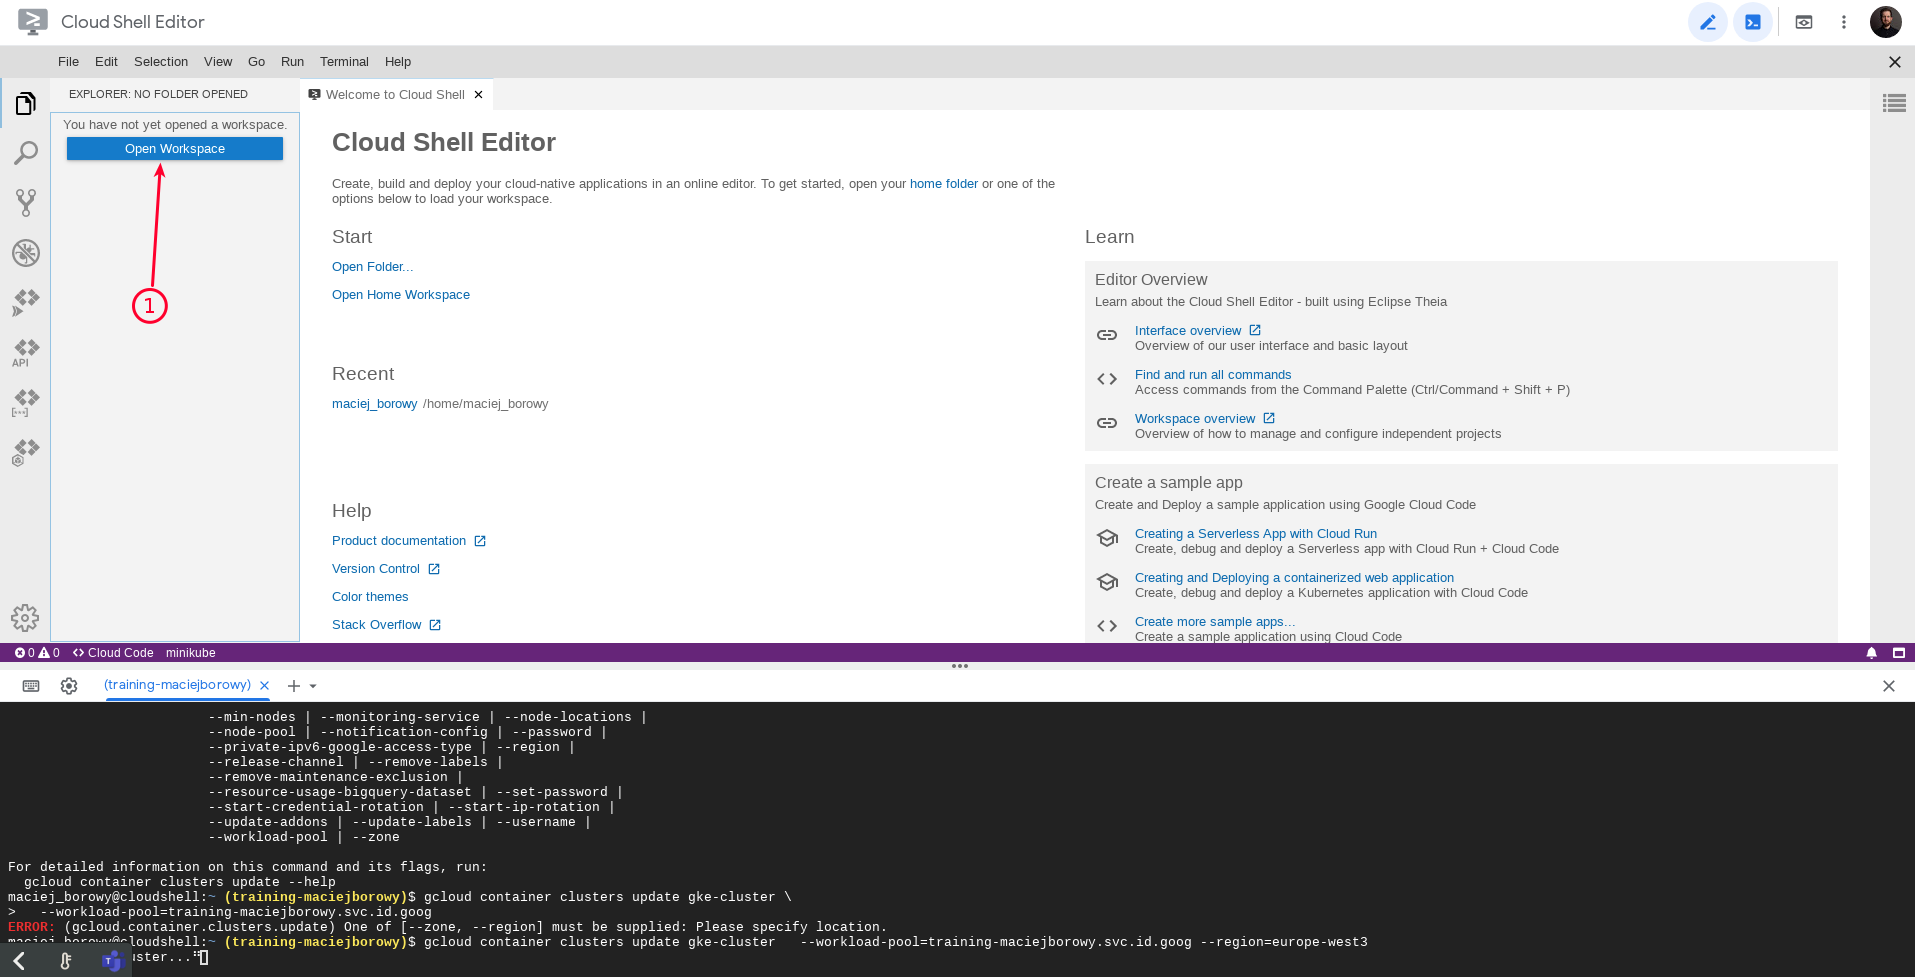 Cloud Shell Editor
File Edit Selection View Go Run Terminal Help
EXPLORER: NO FOLDER OPENED
You have not yet opened a workspace.
Open Workspace
1
API
Welcome to Cloud Shell
Cloud Shell Editor
Create, build and deploy your cloud-native applications in an online editor. To get started, open your home folder or one of the
options below to load your workspace.
Start
Open Folder...
Open Home Workspace
Recent
maciej_borowy /home/maciej_borowy
Help
Product documentation
Version Control
Color themes
Stack Overflow
Learn
Editor Overview
Learn about the Cloud Shell Editor - built using Eclipse Theia
Interface overview
Overview of our user interface and basic layout
Find and run all commands
Access commands from the Command Palette (Ctrl/Command + Shift + P)
Workspace overview
Overview of how to manage and configure independent projects
Create a sample app
Create and Deploy a sample application using Google Cloud Code
Creating a Serverless App with Cloud Run
Create, debug and deploy a Serverless app with Cloud Run + Cloud Code
Creating and Deploying a containerized web application
Create, debug and deploy a Kubernetes application with Cloud Code
Create more sample apps...
Create a sample application using Cloud Code
0 0 Cloud Code minikube
(training-maciejborowy)
--min-nodes | --monitoring-service | --node-locations |
--node-pool | --notification-config | --password |
--private-ipv6-google-access-type | --region |
--release-channel | --remove-labels |
--remove-maintenance-exclusion |
--resource-usage-bigquery-dataset | --set-password |
--start-credential-rotation | --start-ip-rotation |
--update-addons | --update-labels | --username |
--workload-pool | --zone
For detailed information on this command and its flags, run:
gcloud container clusters update --help
maciej_borowy@cloudshell:~ (training-maciejborowy)$ gcloud container clusters update gke-cluster \
> --workload-pool=training-maciejborowy.svc.id.goog
ERROR: (gcloud.container.clusters.update) One of [--zone, --region] must be supplied: Please specify location.
maciej_borowy@cloudshell:~ (training-maciejborowy)$ gcloud container clusters update gke-cluster --workload-pool=training-maciejborowy.svc.id.goog --region=europe-west3
uster...